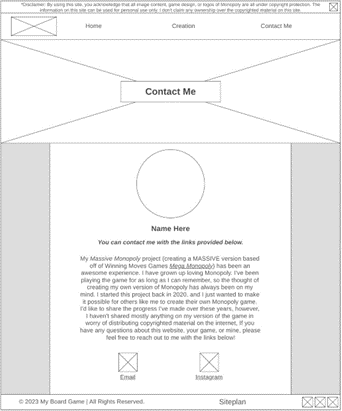 *Disclaimer: By using this site, you acknowledge that all image content, game design, or logos of Monopoly are all under copyright protection. The
information on this site can be used for personal use only. I don't claim any ownership over the copyrighted material on this site.
Home Creation Contact Me
Contact Me
Name Here
You can contact me with the links provided below.
My Massive Monopoly project (creating a MASSIVE version based
off of Winning Moves Games Mega Monopoly) has been an
awesome experience. I have grown up loving Monopoly. I've been
playing the game for as long as I can remember, so the thought of
creating my own version of Monopoly has always been on my
mind. I started this project back in 2020, and I just wanted to make
it possible for others like me to create their own Monopoly game.
I'd like to share the progress I've made over these years, however,
I haven't shared mostly anything on my version of the game in
worry of distributing copyrighted material on the internet. If you
have any questions about this website, your game, or mine, please
feel free to reach out to me with the links below!
Email Instagram
© 2023 My Board Game | All Rights Reserved. Siteplan